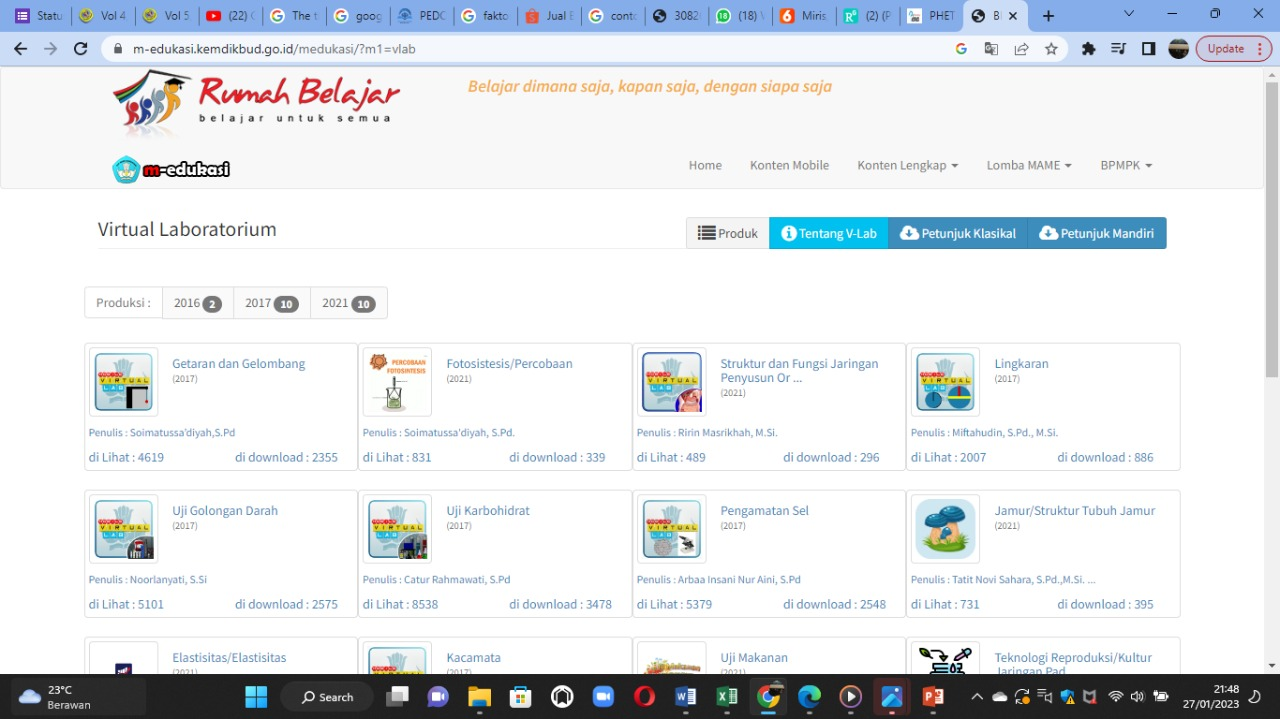 Statu
Vol 4
Vol 5
(22) (
The t
goog
PEDC
fakto
Jual E
conto
3082
(18) V
Miris
(2) (P
PHET
m-edukasi.kemdikbud.go.id/medukasi/?m1=vlab
Update
Rumah Belajar
belajar untuk semua
Belajar dimana saja, kapan saja, dengan siapa saja
m-edukasi
Home Konten Mobile Konten Lengkap Lomba MAME BPMPK
Virtual Laboratorium
Produk Tentang V-Lab Petunjuk Klasikal Petunjuk Mandiri
Produksi : 2016 2 2017 10 2021 10
Getaran dan Gelombang
(2017)
Penulis : Soimatussa'diyah,S.Pd
di Lihat : 4619 di download : 2355
PERCOBAAN
FOTOSINTESIS
Fotosistesis/Percobaan
(2021)
Penulis : Soimatussa'diyah, S.Pd.
di Lihat : 831 di download : 339
Struktur dan Fungsi Jaringan
Penyusun Or ...
(2021)
Penulis : Ririn Masrikhah, M.Si.
di Lihat : 489 di download : 296
Lingkaran
(2017)
Penulis : Miftahudin, S.Pd., M.Si.
di Lihat : 2007 di download : 886
Uji Golongan Darah
(2017)
Penulis : Noorlanyati, S.Si
di Lihat : 5101 di download : 2575
Uji Karbohidrat
(2017)
Penulis : Catur Rahmawati, S.Pd
di Lihat : 8538 di download : 3478
Pengamatan Sel
(2017)
Penulis : Arbaa Insani Nur Aini, S.Pd
di Lihat : 5379 di download : 2548
Jamur/Struktur Tubuh Jamur
(2021)
Penulis : Tatit Novi Sahara, S.Pd.,M.Si. ...
di Lihat : 731 di download : 395
Elastisitas/Elastisitas
(2021)
Kacamata
(2017)
Uji Makanan
(2017)
Teknologi Reproduksi/Kultur
Jaringan Pad
23°C
Berawan
Search
21:48
27/01/2023